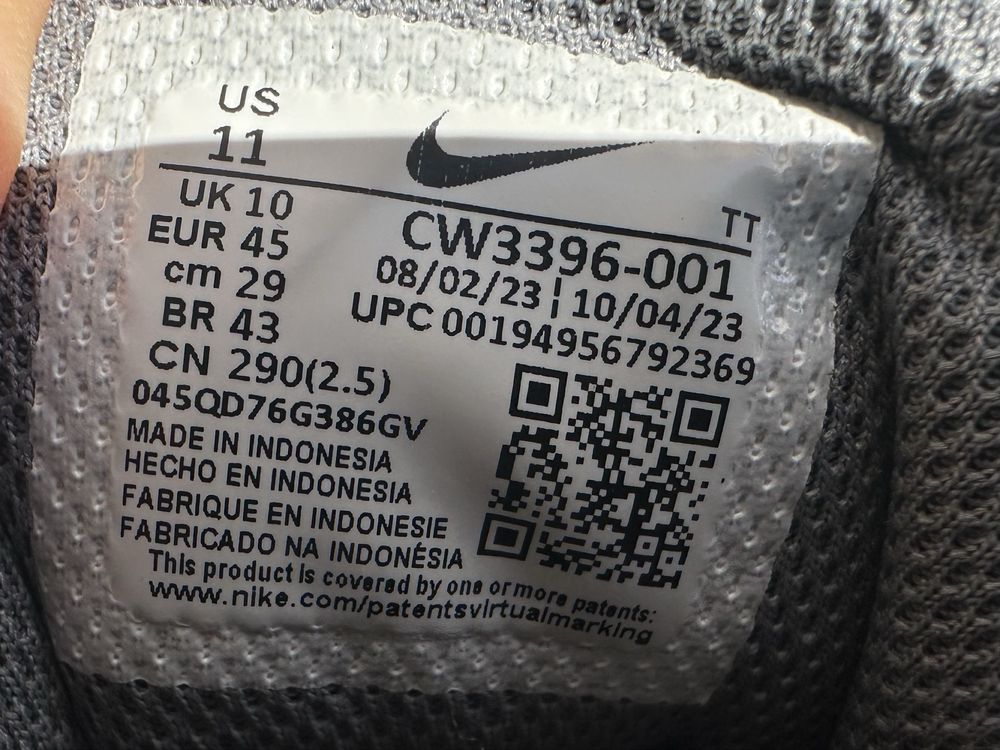 US
11
UK 10
EUR 45
cm 29
BR 43
CN 290(2.5)
045QD76G386GV
TT
CW3396-001
08/02/23 ¦ 10/04/23
UPC 00194956792369
MADE IN INDONESIA
HECHO EN INDONESIA
FABRIQUE EN INDONESIE
FABRICADO NA INDONÉSIA
This product is covered by one or more patents:
www.nike.com/patentsvirtualmarking